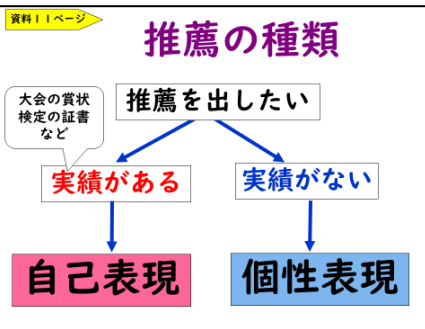 資料11ページ
推薦の種類
大会の賞状
検定の証書
など
推薦を出したい
実績がある
実績がない
自己表現
個性表現